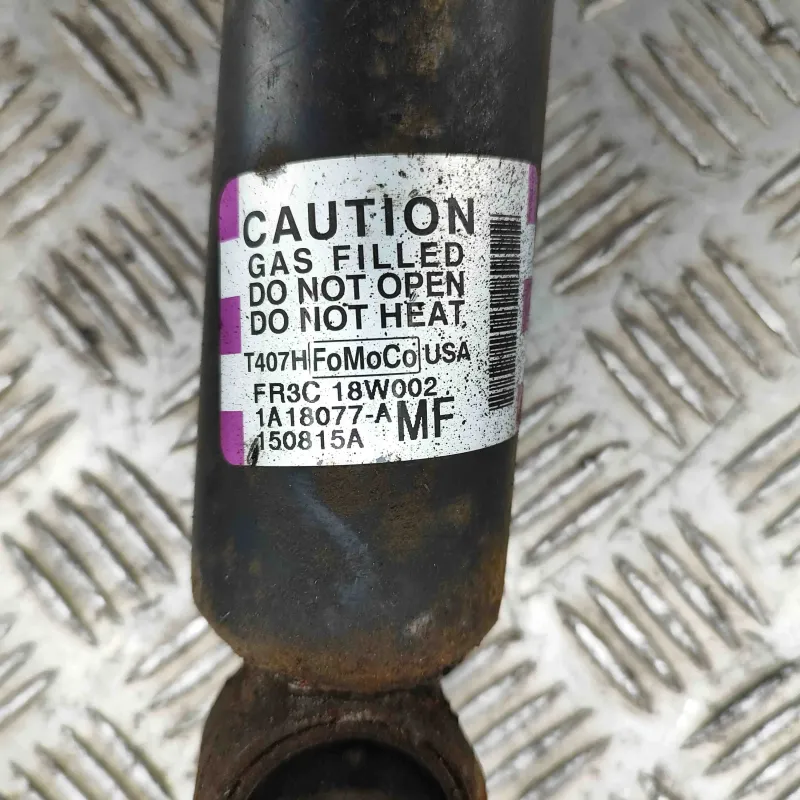 CAUTION
GAS FILLED
DO NOT OPEN
DO NOT HEAT
T407H FoMoCo USA
FR3C 18W002
1A18077-A MF
150815A